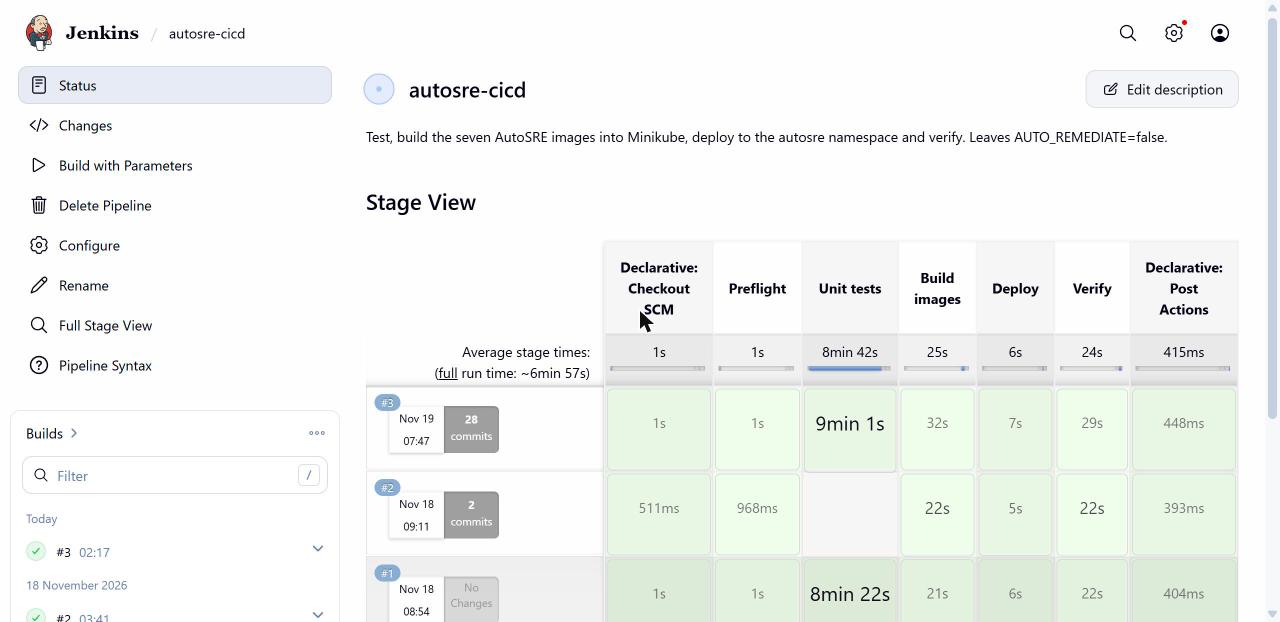 Jenkins / autosre-cicd
Status
Changes
Build with Parameters
Delete Pipeline
Configure
Rename
Full Stage View
Pipeline Syntax
Builds
Filter /
Today
#3 02:17
18 November 2026
#2 03:41
autosre-cicd
Edit description
Test, build the seven AutoSRE images into Minikube, deploy to the autosre namespace and verify. Leaves AUTO_REMEDIATE=false.
Stage View
Declarative: Checkout SCM
Preflight
Unit tests
Build images
Deploy
Verify
Declarative: Post Actions
Average stage times:
(full run time: ~6min 57s)
1s 1s 8min 42s 25s 6s 24s 415ms
#3
Nov 19
07:47
28
commits
1s 1s 9min 1s 32s 7s 29s 448ms
#2
Nov 18
09:11
2
commits
511ms 968ms 22s 5s 22s 393ms
#1
Nov 18
08:54
No
Changes
1s 1s 8min 22s 21s 6s 22s 404ms